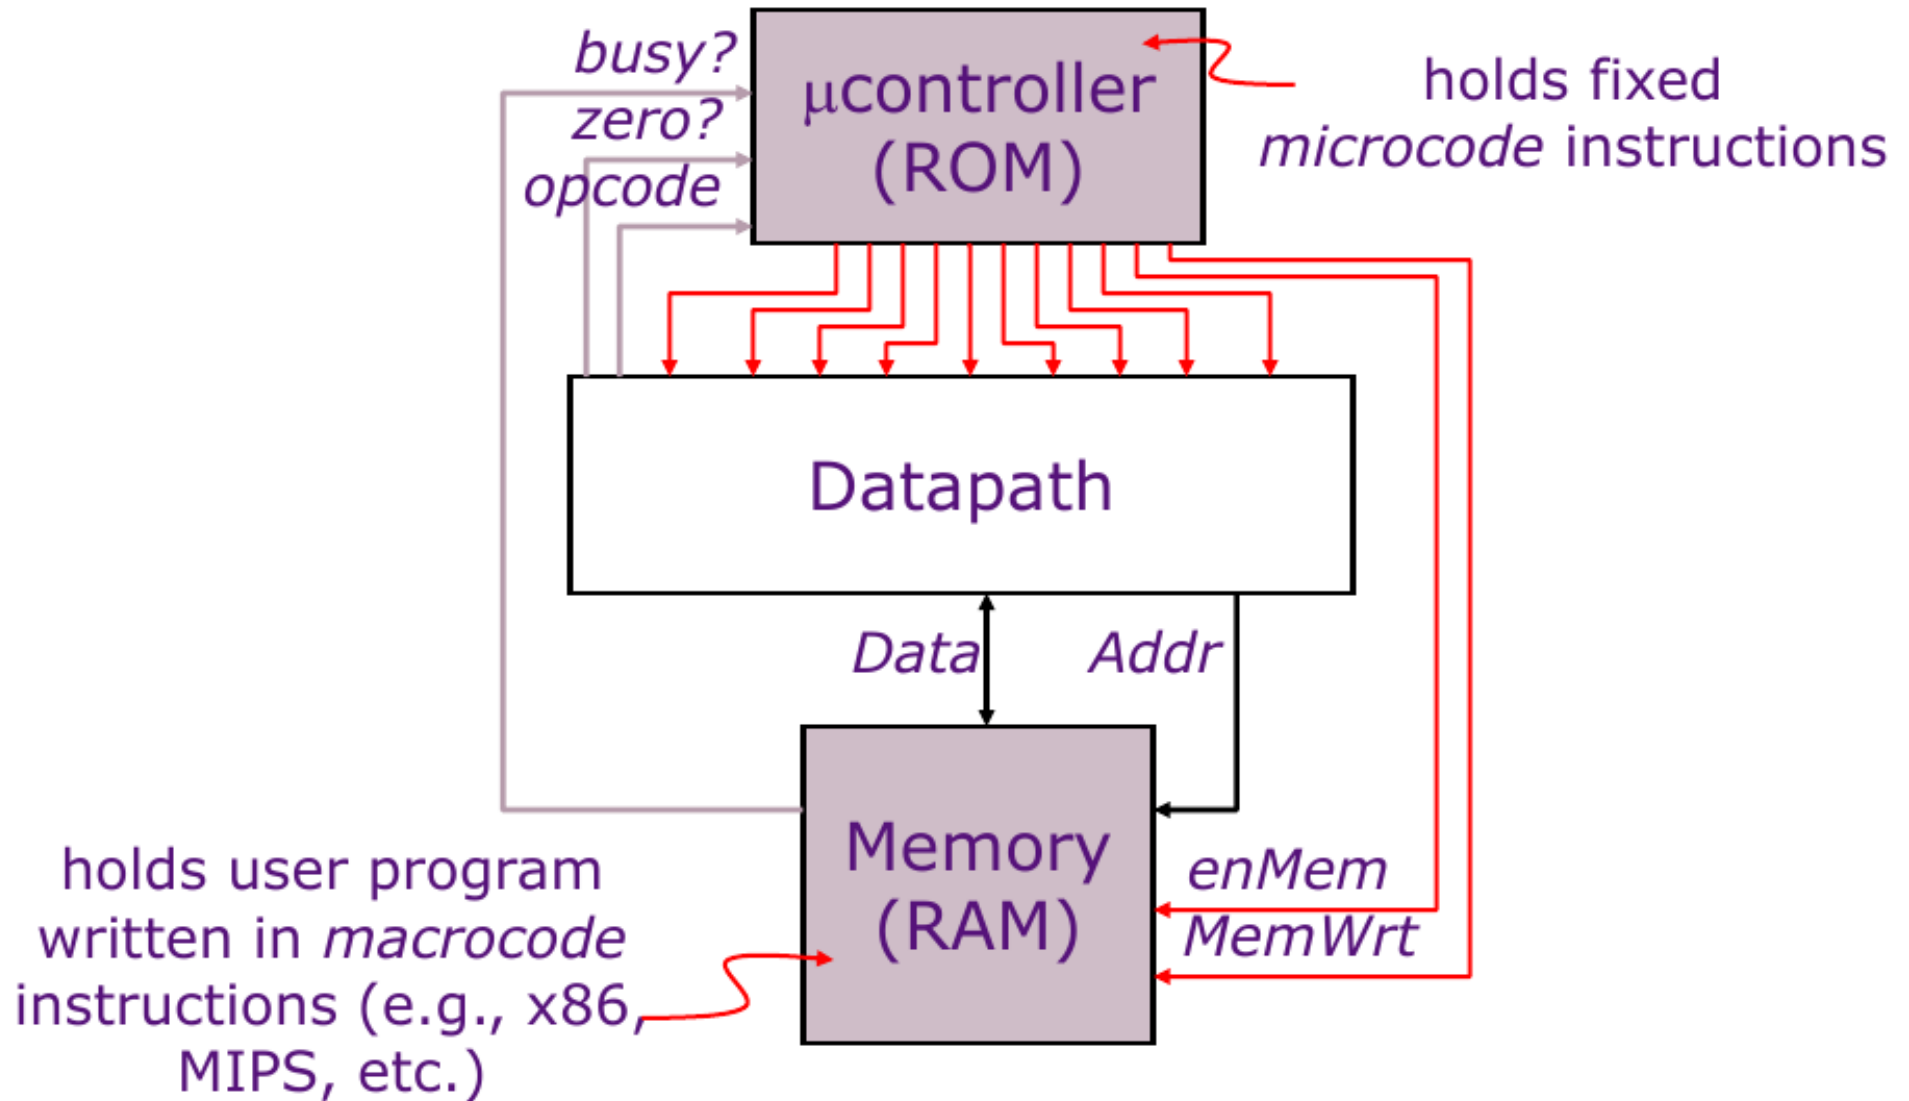 busy?
zero?
opcode
μcontroller
(ROM)
holds fixed
microcode instructions
Datapath
Data
Addr
Memory
(RAM)
enMem
MemWrt
holds user program
written in macrocode
instructions (e.g., x86,
MIPS, etc.)